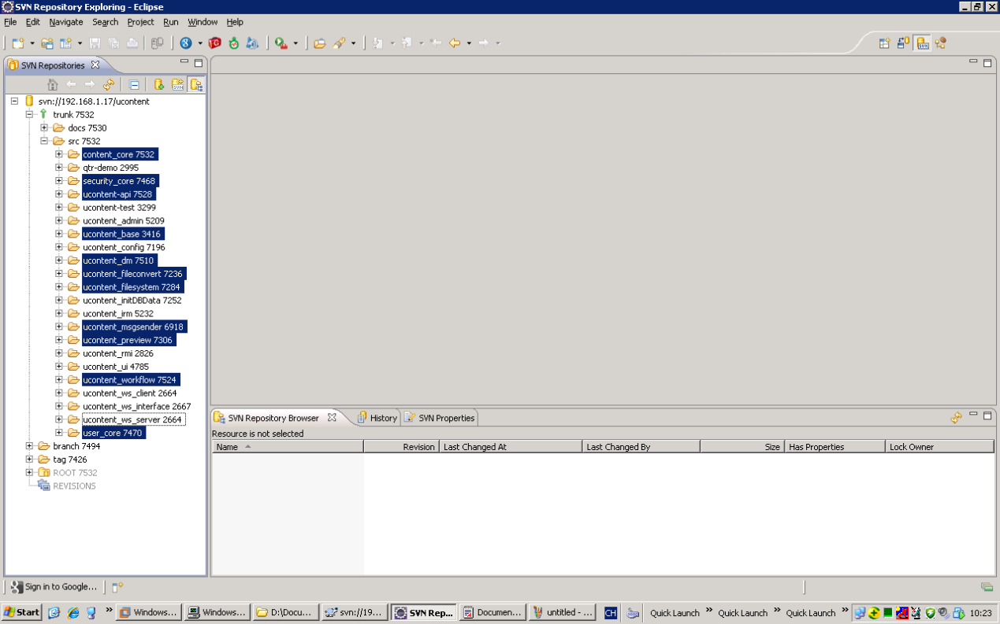 SVN Repository Exploring - Eclipse
File Edit Navigate Search Project Run Window Help
SVN Repositories
svn://192.168.1.17/ucontent
trunk 7532
docs 7530
src 7532
content_core 7532
qtr-demo 2995
security_core 7468
ucontent-api 7528
ucontent-test 3299
ucontent_admin 5209
ucontent_base 3416
ucontent_config 7196
ucontent_dm 7510
ucontent_fileconvert 7236
ucontent_filesystem 7284
ucontent_initDBData 7252
ucontent_irm 5232
ucontent_msgsender 6918
ucontent_preview 7306
ucontent_rmi 2826
ucontent_ui 4785
ucontent_workflow 7524
ucontent_ws_client 2664
ucontent_ws_interface 2667
ucontent_ws_server 2664
user_core 7470
branch 7494
tag 7426
ROOT 7532
REVISIONS
SVN Repository Browser History SVN Properties
Resource is not selected
Name Revision Last Changed At Last Changed By Size Has Properties Lock Owner
Sign in to Google...
Start » Windows... Windows... D:\Docu... svn://19... SVN Rep... Documen... untitled - ... CH Quick Launch » Quick Launch » Quick Launch » 10:23